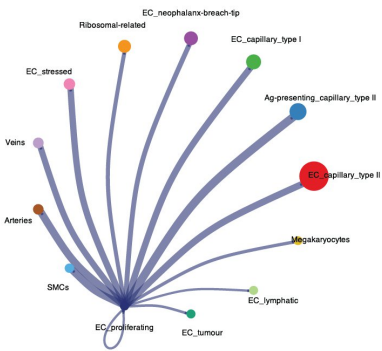 EC_neophalanx-breach-tip
Ribosomal-related
EC_capillary_type I
EC_stressed
Ag-presenting_capillary_type II
Veins
EC_capillary_type II
Arteries
Megakaryocytes
SMCs
EC_lymphatic
EC_proliferating
EC_tumour